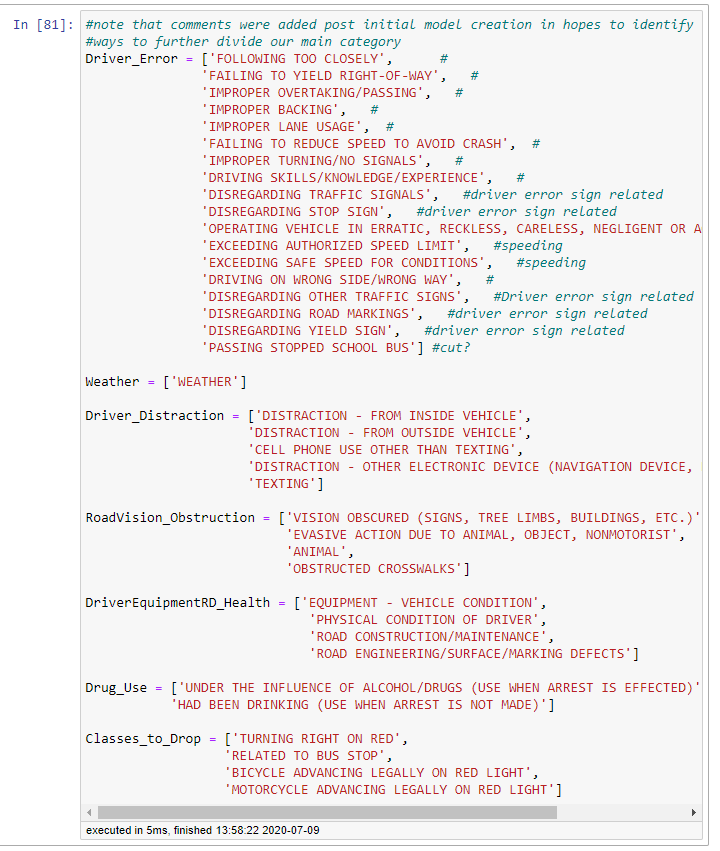 In [81]: #note that comments were added post initial model creation in hopes to identify
#ways to further divide our main category
Driver_Error = ['FOLLOWING TOO CLOSELY', #
'FAILING TO YIELD RIGHT-OF-WAY', #
'IMPROPER OVERTAKING/PASSING', #
'IMPROPER BACKING', #
'IMPROPER LANE USAGE', #
'FAILING TO REDUCE SPEED TO AVOID CRASH', #
'IMPROPER TURNING/NO SIGNALS', #
'DRIVING SKILLS/KNOWLEDGE/EXPERIENCE', #
'DISREGARDING TRAFFIC SIGNALS', #driver error sign related
'DISREGARDING STOP SIGN', #driver error sign related
'OPERATING VEHICLE IN ERRATIC, RECKLESS, CARELESS, NEGLIGENT OR A
'EXCEEDING AUTHORIZED SPEED LIMIT', #speeding
'EXCEEDING SAFE SPEED FOR CONDITIONS', #speeding
'DRIVING ON WRONG SIDE/WRONG WAY', #
'DISREGARDING OTHER TRAFFIC SIGNS', #Driver error sign related
'DISREGARDING ROAD MARKINGS', #driver error sign related
'DISREGARDING YIELD SIGN', #driver error sign related
'PASSING STOPPED SCHOOL BUS'] #cut?
Weather = ['WEATHER']
Driver_Distraction = ['DISTRACTION - FROM INSIDE VEHICLE',
'DISTRACTION - FROM OUTSIDE VEHICLE',
'CELL PHONE USE OTHER THAN TEXTING',
'DISTRACTION - OTHER ELECTRONIC DEVICE (NAVIGATION DEVICE,
'TEXTING']
RoadVision_Obstruction = ['VISION OBSCURED (SIGNS, TREE LIMBS, BUILDINGS, ETC.)'
'EVASIVE ACTION DUE TO ANIMAL, OBJECT, NONMOTORIST',
'ANIMAL',
'OBSTRUCTED CROSSWALKS']
DriverEquipmentRD_Health = ['EQUIPMENT - VEHICLE CONDITION',
'PHYSICAL CONDITION OF DRIVER',
'ROAD CONSTRUCTION/MAINTENANCE',
'ROAD ENGINEERING/SURFACE/MARKING DEFECTS']
Drug_Use = ['UNDER THE INFLUENCE OF ALCOHOL/DRUGS (USE WHEN ARREST IS EFFECTED)'
'HAD BEEN DRINKING (USE WHEN ARREST IS NOT MADE)']
Classes_to_Drop = ['TURNING RIGHT ON RED',
'RELATED TO BUS STOP',
'BICYCLE ADVANCING LEGALLY ON RED LIGHT',
'MOTORCYCLE ADVANCING LEGALLY ON RED LIGHT']
executed in 5ms, finished 13:58:22 2020-07-09